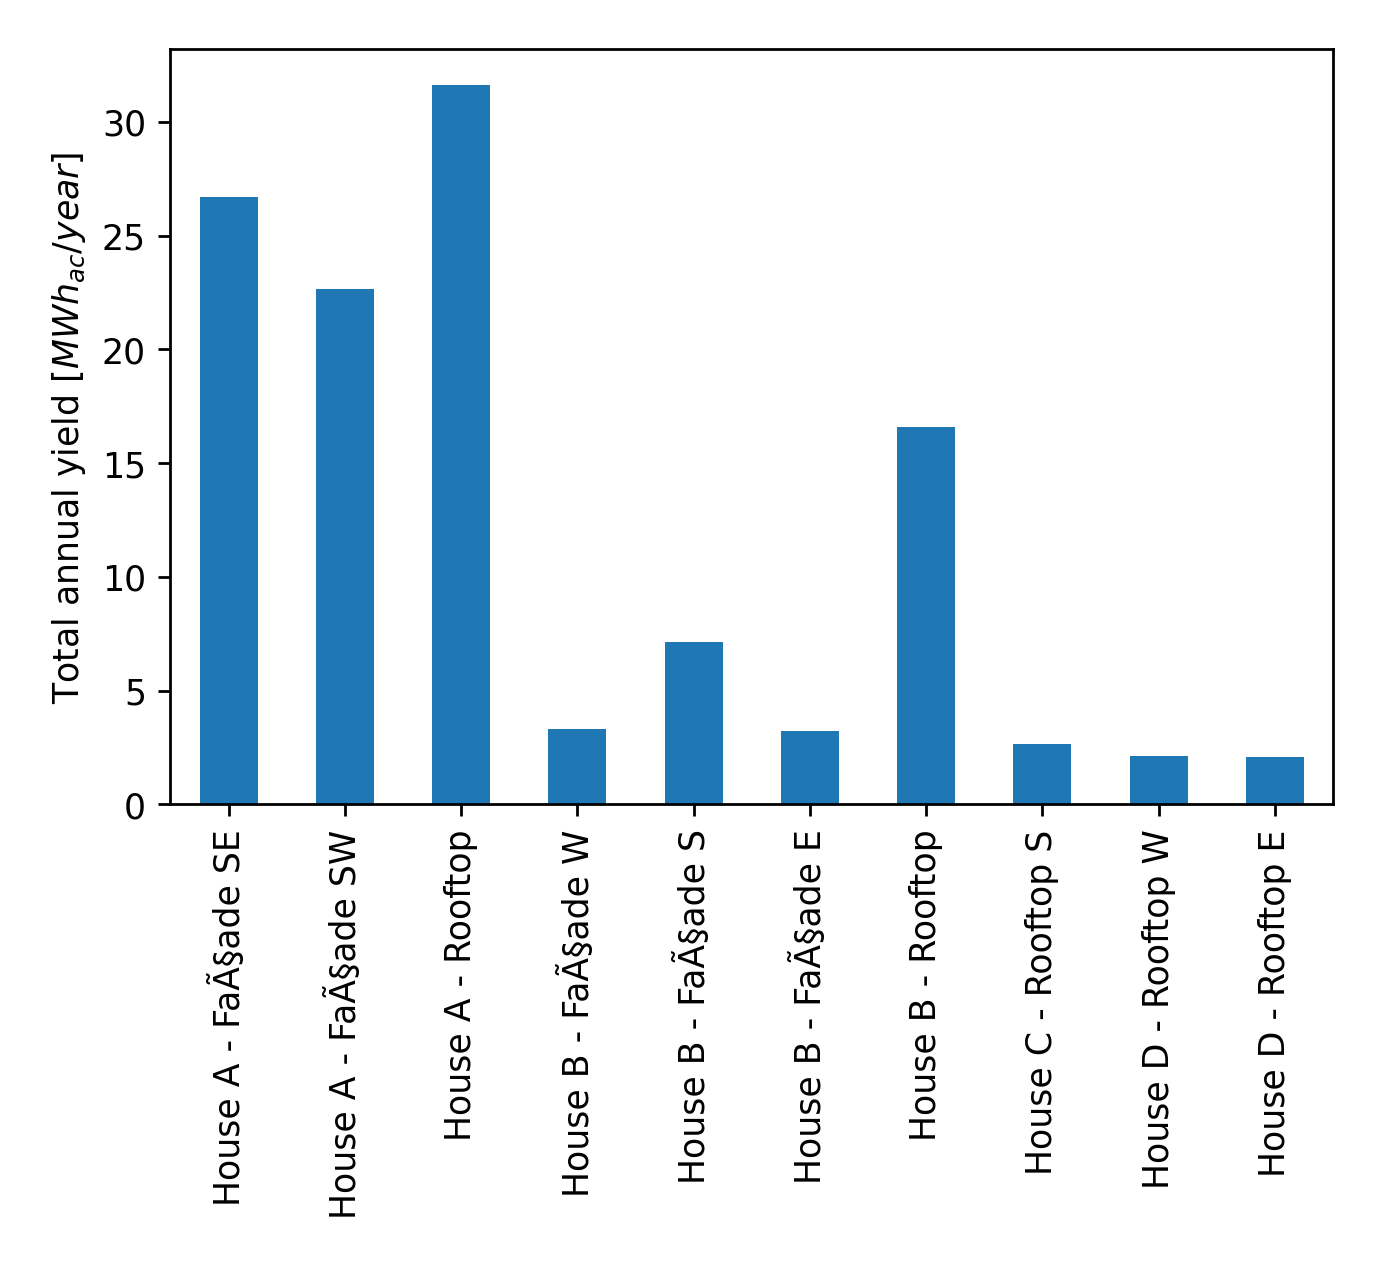 Total annual yield [MWh_ac/year]
30
25
20
15
10
5
0
House A - FaÃ§ade SE
House A - FaÃ§ade SW
House A - Rooftop
House B - FaÃ§ade W
House B - FaÃ§ade S
House B - FaÃ§ade E
House B - Rooftop
House C - Rooftop S
House D - Rooftop W
House D - Rooftop E